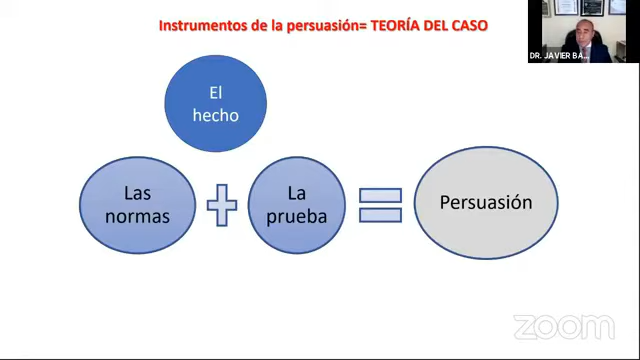 Instrumentos de la persuasión= TEORÍA DEL CASO
DR. JAVIER BA...
El
hecho
Las
normas
La
prueba
Persuasión
zoom